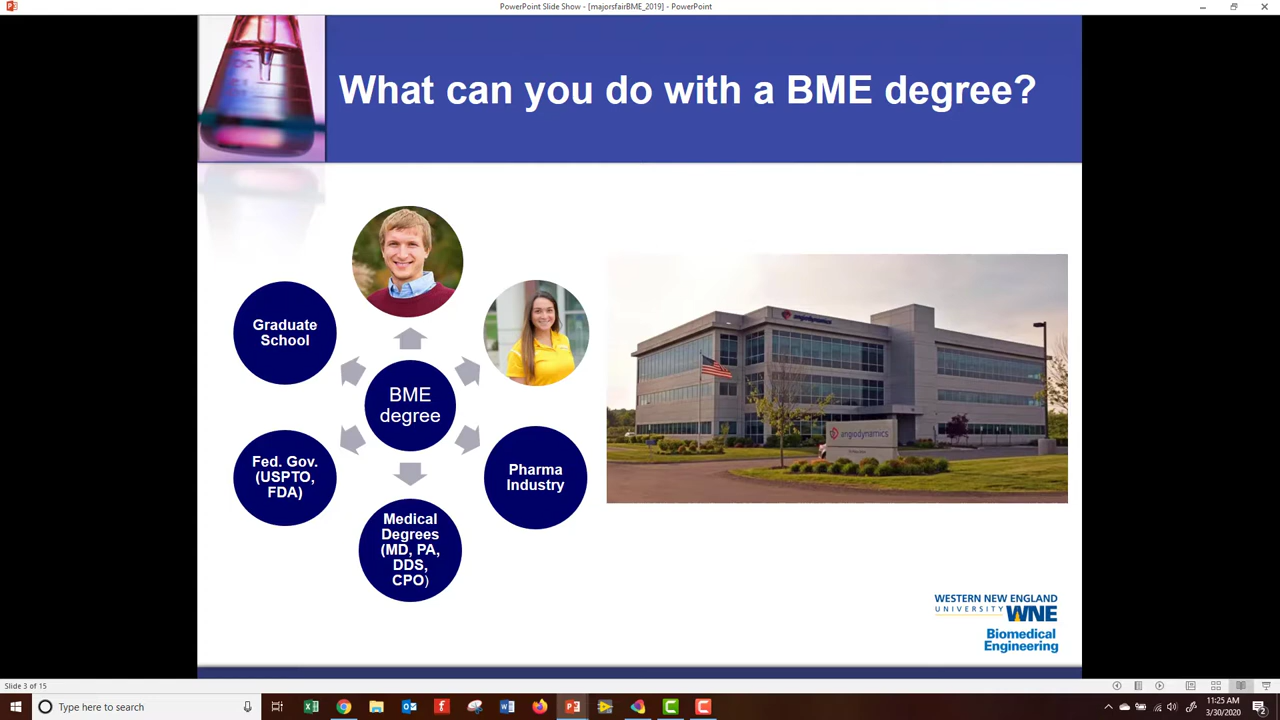 PowerPoint Slide Show - [majorsfairBME_2019] - PowerPoint
What can you do with a BME degree?
Graduate
School
BME
degree
Fed. Gov.
(USPTO,
FDA)
Pharma
Industry
Medical
Degrees
(MD, PA,
DDS,
CPO)
angiodynamics
angiodynamics
WESTERN NEW ENGLAND
UNIVERSITY WNE
Biomedical
Engineering
Slide 3 of 15
Type here to search
11:25 AM
3/30/2020
2